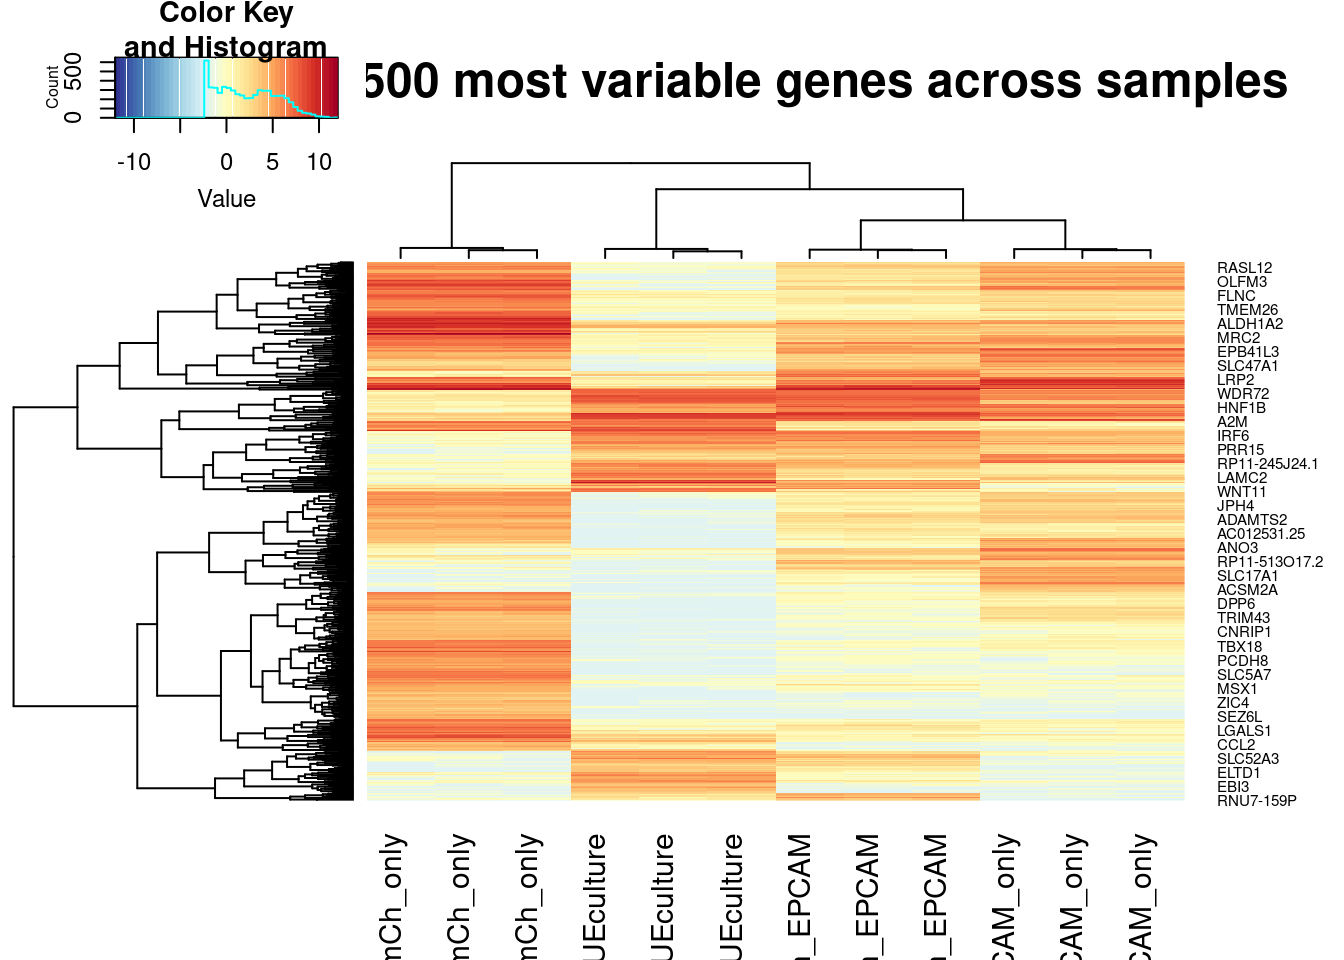 Color Key
and Histogram
Count
0
500
-10
0
5
10
Value
500 most variable genes across samples
RASL12
OLFM3
FLNC
TMEM26
ALDH1A2
MRC2
EPB41L3
SLC47A1
LRP2
WDR72
HNF1B
A2M
IRF6
PRR15
RP11-245J24.1
LAMC2
WNT11
JPH4
ADAMTS2
AC012531.25
ANO3
RP11-513O17.2
SLC17A1
ACSM2A
DPP6
TRIM43
CNRIP1
TBX18
PCDH8
SLC5A7
MSX1
ZIC4
SEZ6L
LGALS1
CCL2
SLC52A3
ELTD1
EBI3
RNU7-159P
mCh_only
mCh_only
mCh_only
UEculture
UEculture
UEculture
_EPCAM
_EPCAM
_EPCAM
CAM_only
CAM_only
CAM_only